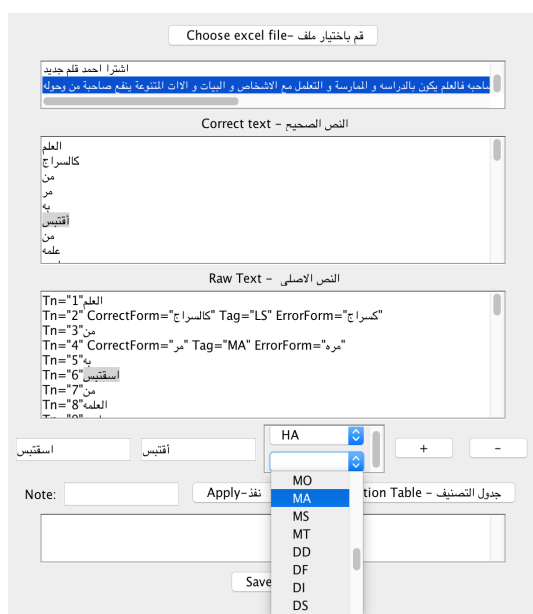 Choose excel file– قم باختيار ملف
اشترا احمد قلم جديد
ساحبه فالعلم يكون بالدراسه و الممارسة و التعلمل مع الاشخاص و البيات و الاات المتنوعة ينفع صاحبة من وحوله
Correct text – النص الصحيح
العلم
كالسراج
من
مر
به
أقتبس
من
علمه
Raw Text – النص الاصلي
Tn="1"العلم
Tn="2" CorrectForm="كالسراج" Tag="LS" ErrorForm="كسراج"
Tn="3"من
Tn="4" CorrectForm="مر" Tag="MA" ErrorForm="مره"
Tn="5"به
Tn="6"اسقتبس
Tn="7"من
Tn="8"العلمه
اسقتبس أقتبس HA + –
Note: Apply–نفذ tion Table – جدول التصنيف
MO
MA
MS
MT
DD
DF
DI
DS
Save